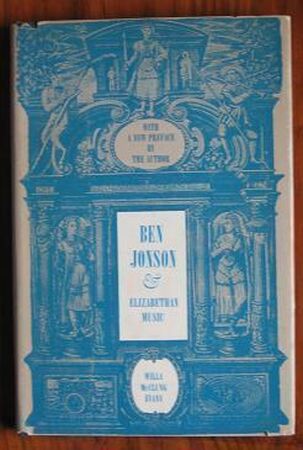 WITH
A NEW PREFACE
BY
THE AUTHOR
BEN
JONSON
&
ELIZABETHAN
MUSIC
WILLA
McCLUNG
EVANS